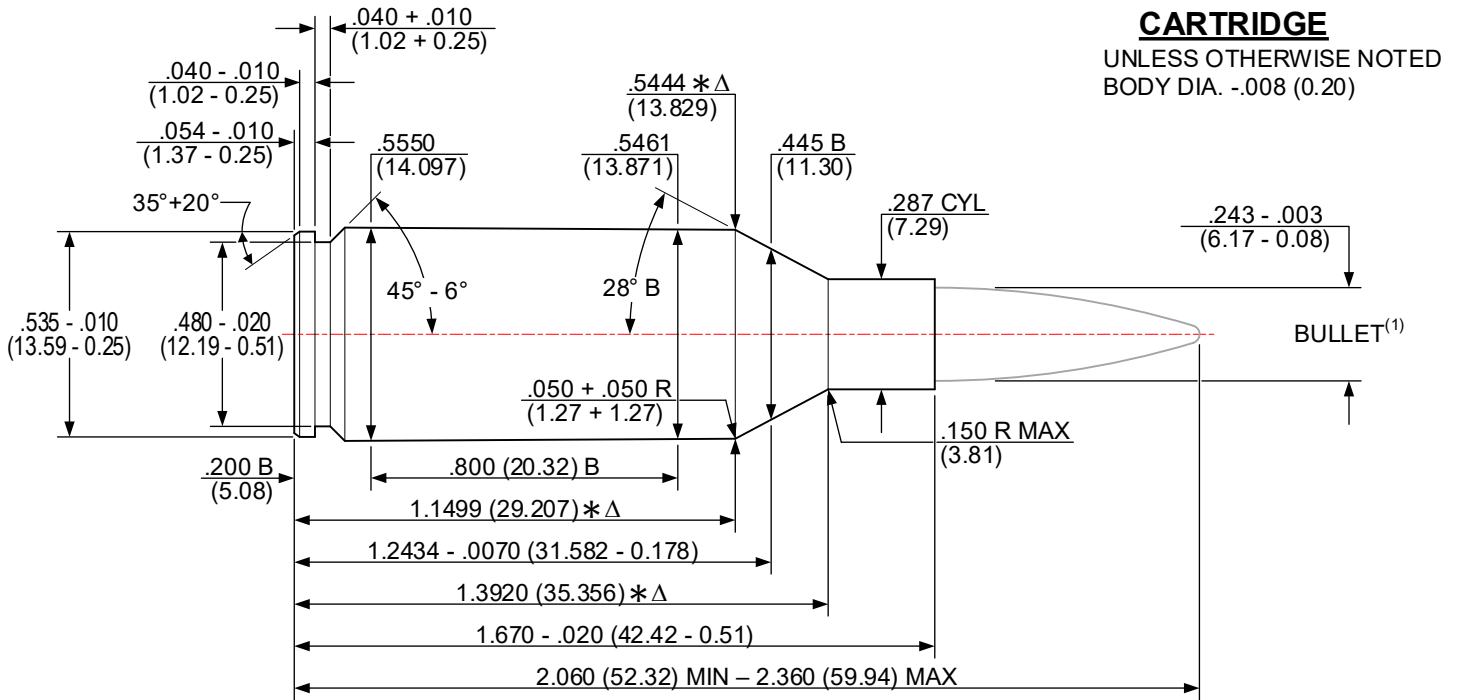 CARTRIDGE
UNLESS OTHERWISE NOTED
BODY DIA. -.008 (0.20)
.040 + .010
(1.02 + 0.25)
.040 - .010
(1.02 - 0.25)
.054 - .010
(1.37 - 0.25)
.5444 ∗ Δ
(13.829)
.5550
(14.097)
.5461
(13.871)
.445 B
(11.30)
35°+20°
.287 CYL
(7.29)
.243 - .003
(6.17 - 0.08)
45° - 6°
28° B
.535 - .010
(13.59 - 0.25)
.480 - .020
(12.19 - 0.51)
BULLET(1)
.050 + .050 R
(1.27 + 1.27)
.150 R MAX
(3.81)
.200 B
(5.08)
.800 (20.32) B
1.1499 (29.207) ∗ Δ
1.2434 - .0070 (31.582 - 0.178)
1.3920 (35.356) ∗ Δ
1.670 - .020 (42.42 - 0.51)
2.060 (52.32) MIN – 2.360 (59.94) MAX